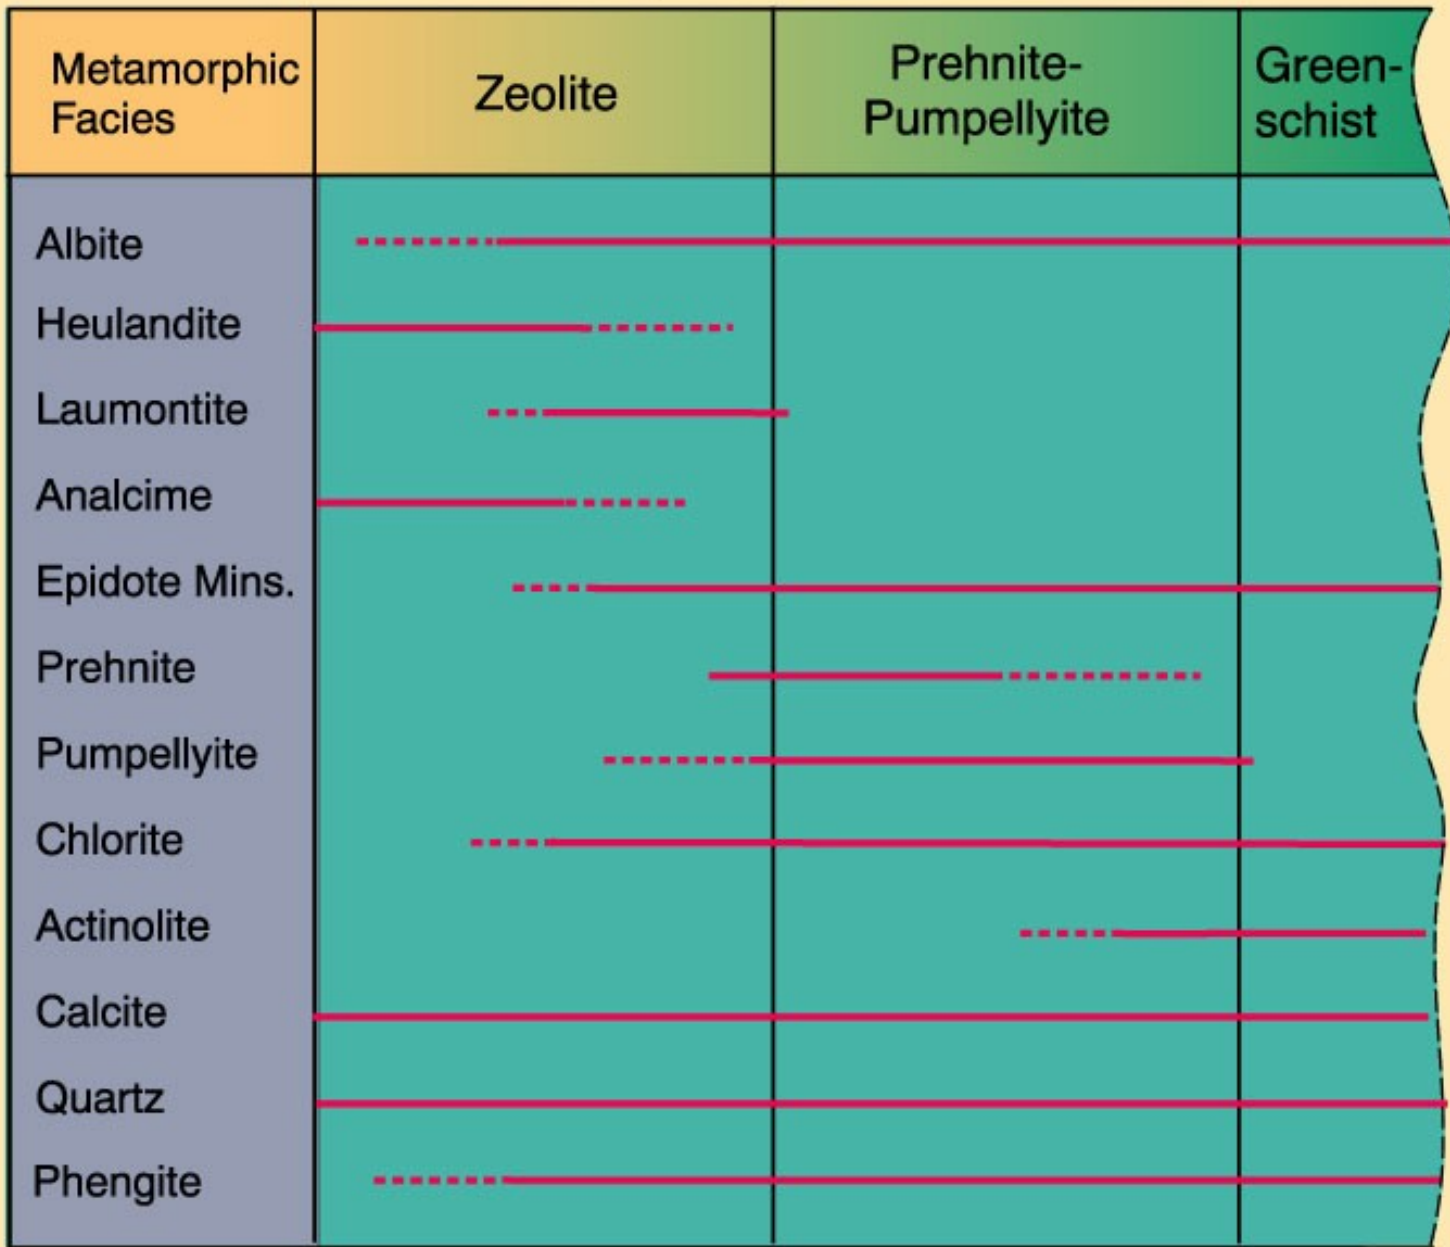 Metamorphic
Facies
Zeolite
Prehnite-
Pumpellyite
Green-
schist
Albite
Heulandite
Laumontite
Analcime
Epidote Mins.
Prehnite
Pumpellyite
Chlorite
Actinolite
Calcite
Quartz
Phengite